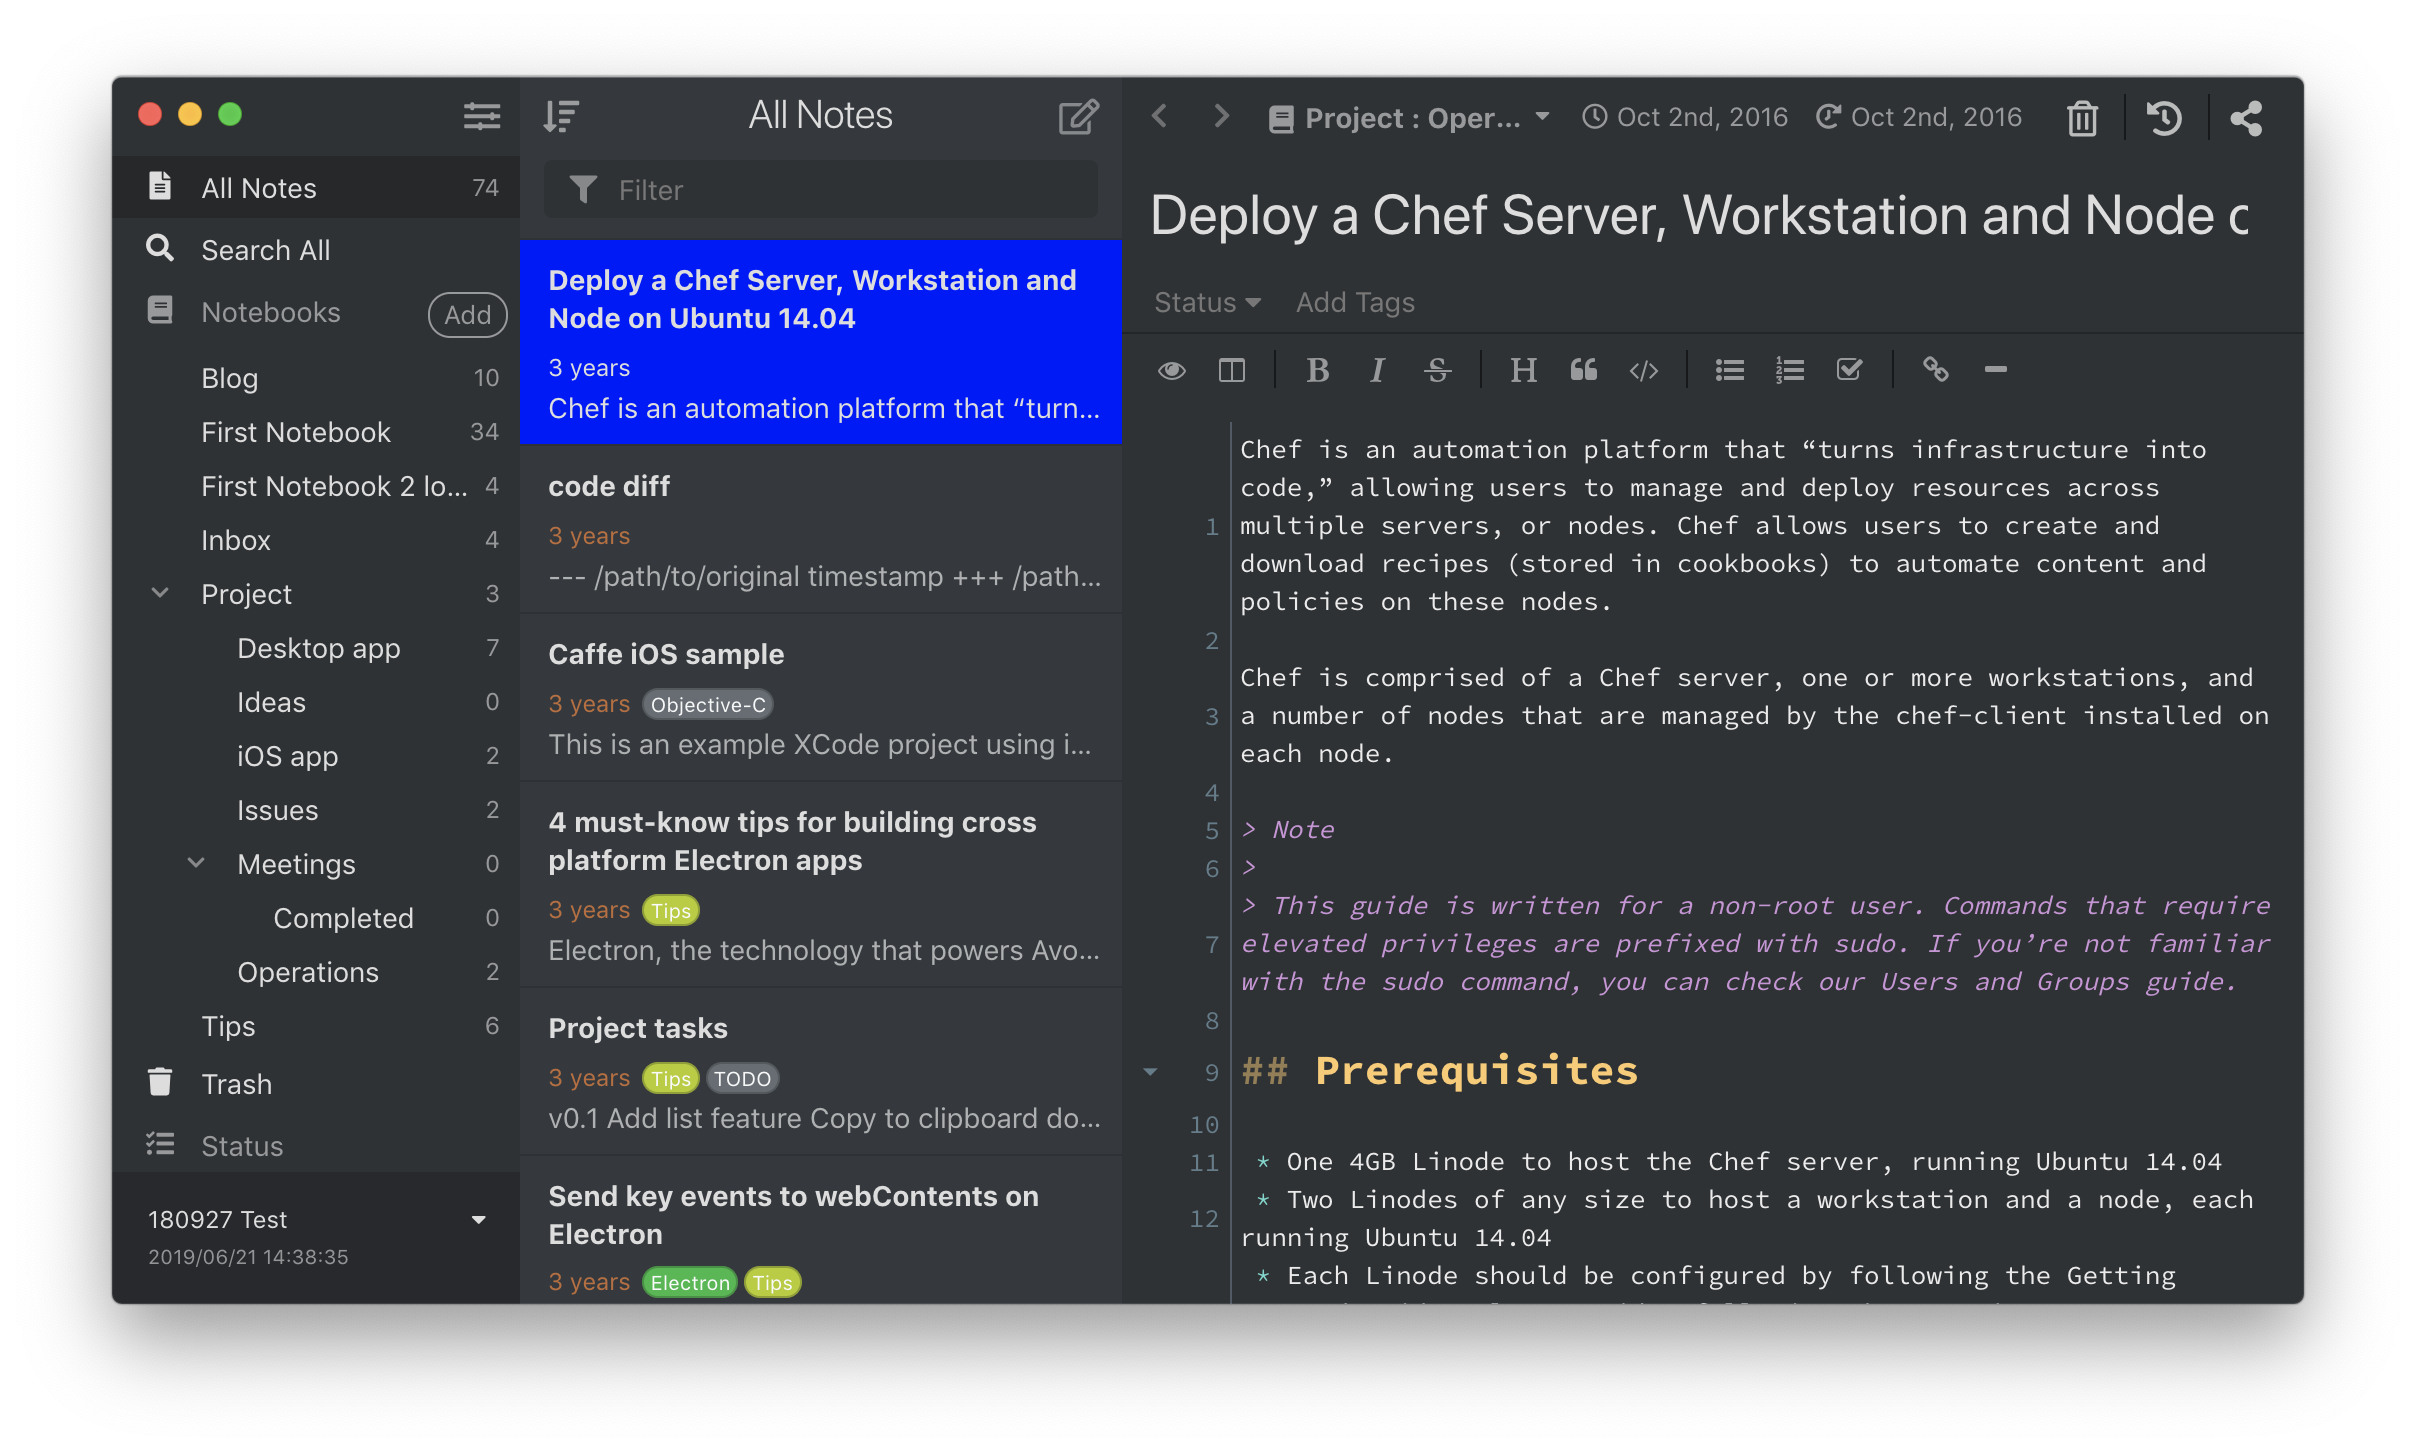 All Notes 74
Search All
Notebooks Add
Blog 10
First Notebook 34
First Notebook 2 lo... 4
Inbox 4
Project 3
Desktop app 7
Ideas 0
iOS app 2
Issues 2
Meetings 0
Completed 0
Operations 2
Tips 6
Trash
Status
180927 Test
2019/06/21 14:38:35
All Notes
Filter
Deploy a Chef Server, Workstation and
Node on Ubuntu 14.04
3 years
Chef is an automation platform that “turn...
code diff
3 years
--- /path/to/original timestamp +++ /path...
Caffe iOS sample
3 years Objective-C
This is an example XCode project using i...
4 must-know tips for building cross
platform Electron apps
3 years Tips
Electron, the technology that powers Avo...
Project tasks
3 years Tips TODO
v0.1 Add list feature Copy to clipboard do...
Send key events to webContents on
Electron
3 years Electron Tips
Project : Oper... Oct 2nd, 2016 Oct 2nd, 2016
Deploy a Chef Server, Workstation and Node
Status Add Tags
B I S H
Chef is an automation platform that “turns infrastructure into
code,” allowing users to manage and deploy resources across
1 multiple servers, or nodes. Chef allows users to create and
download recipes (stored in cookbooks) to automate content and
policies on these nodes.
2
Chef is comprised of a Chef server, one or more workstations, and
3 a number of nodes that are managed by the chef-client installed on
each node.
4
5 > Note
6 >
> This guide is written for a non-root user. Commands that require
7 elevated privileges are prefixed with sudo. If you’re not familiar
with the sudo command, you can check our Users and Groups guide.
8
9 ## Prerequisites
10
11 * One 4GB Linode to host the Chef server, running Ubuntu 14.04
* Two Linodes of any size to host a workstation and a node, each
12
running Ubuntu 14.04
* Each Linode should be configured by following the Getting